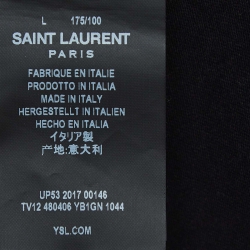 L 175/100
SAINT LAURENT
PARIS
FABRIQUE EN ITALIE
PRODOTTO IN ITALIA
MADE IN ITALY
HERGESTELLT IN ITALIEN
HECHO EN ITALIA
イタリア製
产地:意大利
UP53 2017 00146
TV12 480406 YB1GN 1044
YSL.COM